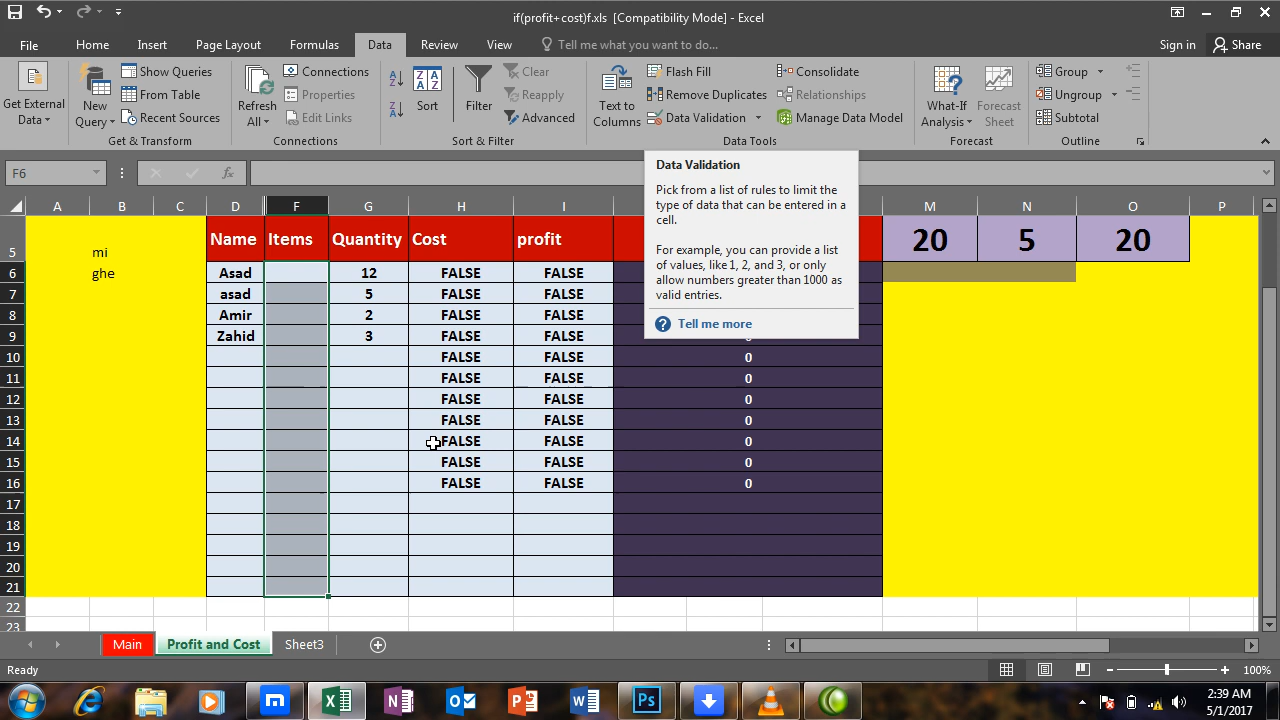 if(profit+cost)f.xls [Compatibility Mode] - Excel
File Home Insert Page Layout Formulas Data Review View Tell me what you want to do... Sign in Share
Get External Data
New Query
Show Queries
From Table
Recent Sources
Get & Transform
Refresh All
Connections
Properties
Edit Links
Connections
A Z
Z A
Z A A Z
Sort
Filter
Clear
Reapply
Advanced
Sort & Filter
Text to Columns
Flash Fill
Remove Duplicates
Data Validation
Consolidate
Relationships
Manage Data Model
Data Tools
What-If Analysis
Forecast Sheet
Forecast
Group
Ungroup
Subtotal
Outline
F6 fx
Data Validation
Pick from a list of rules to limit the
type of data that can be entered in a
cell.
For example, you can provide a list
of values, like 1, 2, and 3, or only
allow numbers greater than 1000 as
valid entries.
? Tell me more
A B C D F G H I M N O P
5 mi Name Items Quantity Cost profit 20 5 20
6 ghe Asad 12 FALSE FALSE
7 asad 5 FALSE FALSE
8 Amir 2 FALSE FALSE
9 Zahid 3 FALSE FALSE
10 FALSE FALSE 0
11 FALSE FALSE 0
12 FALSE FALSE 0
13 FALSE FALSE 0
14 FALSE FALSE 0
15 FALSE FALSE 0
16 FALSE FALSE 0
17
18
19
20
21
22
23
Main Profit and Cost Sheet3
Ready 100%
m N O P W Ps 2:39 AM
5/1/2017